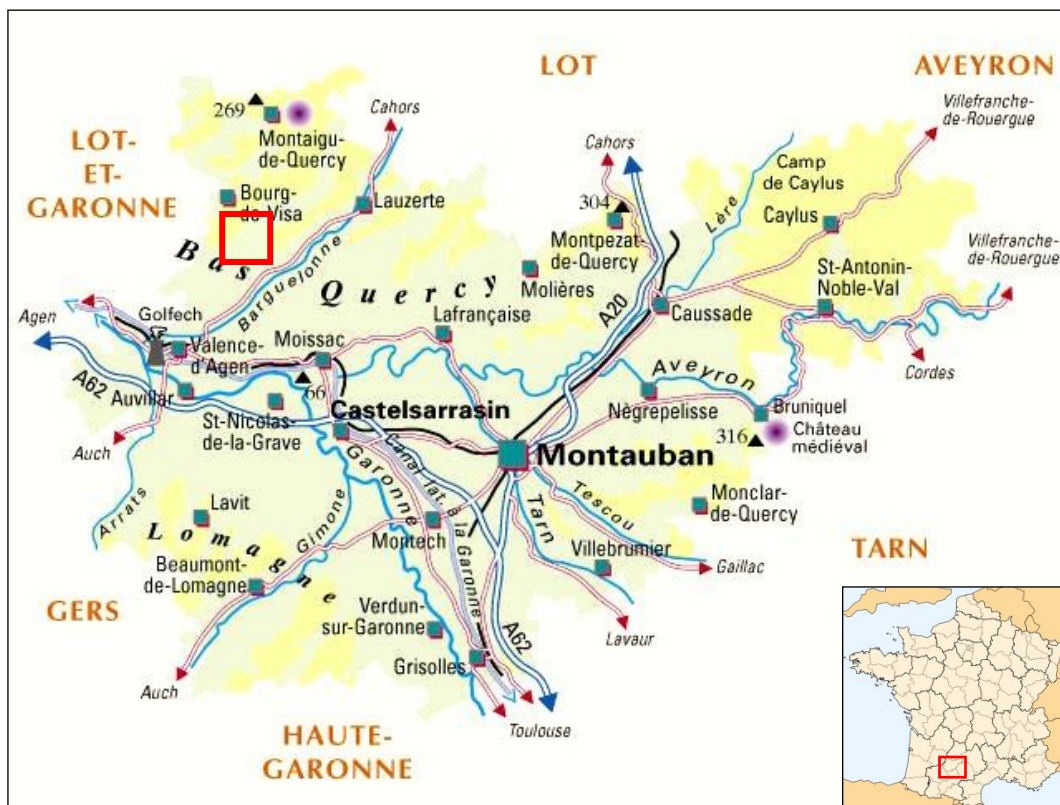 LOT
AVEYRON
LOT-
ET-
GARONNE
269
Montaigu-
de-Quercy
Cahors
Bourg-
de-Visa
Lauzerte
Cahors
304
Montpezat-
de-Quercy
Villefranche-
de-Rouergue
Camp
de Caylus
Caylus
Lère
Villefranche-
de-Rouergue
St-Antonin-
Noble-Val
Bas
Quercy
Barguelonne
Molières
Lafrançaise
A20
Caussade
Agen
Golfech
Valence-
d'Agen
Moissac
66
A62
Auvillar
St-Nicolas-
de-la-Grave
Castelsarrasin
Aveyron
Nègrepelisse
Cordes
Bruniquel
316
Château
médiéval
Auch
Montauban
Garonne
Canal lat. à la Garonne
Arrats
Lavit
Lomagne
Gimone
Montech
Tarn
Tescou
Monclar-
de-Quercy
Villebrumier
Gaillac
TARN
Beaumont-
de-Lomagne
GERS
Verdun-
sur-Garonne
A62
Lavaur
Grisolles
Auch
Toulouse
HAUTE-
GARONNE